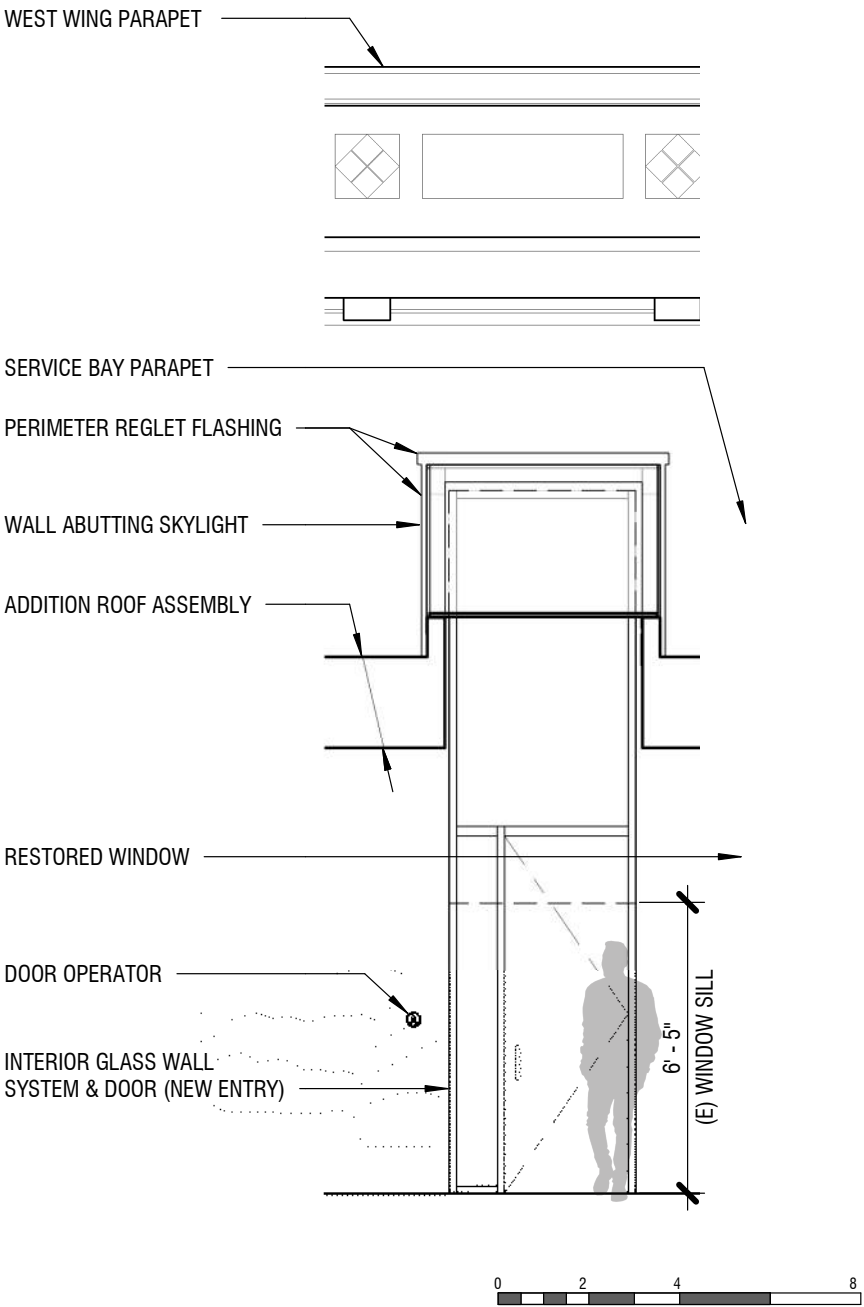 WEST WING PARAPET
SERVICE BAY PARAPET
PERIMETER REGLET FLASHING
WALL ABUTTING SKYLIGHT
ADDITION ROOF ASSEMBLY
RESTORED WINDOW
DOOR OPERATOR
INTERIOR GLASS WALL
SYSTEM & DOOR (NEW ENTRY)
6' - 5"
(E) WINDOW SILL
0 2 4 8